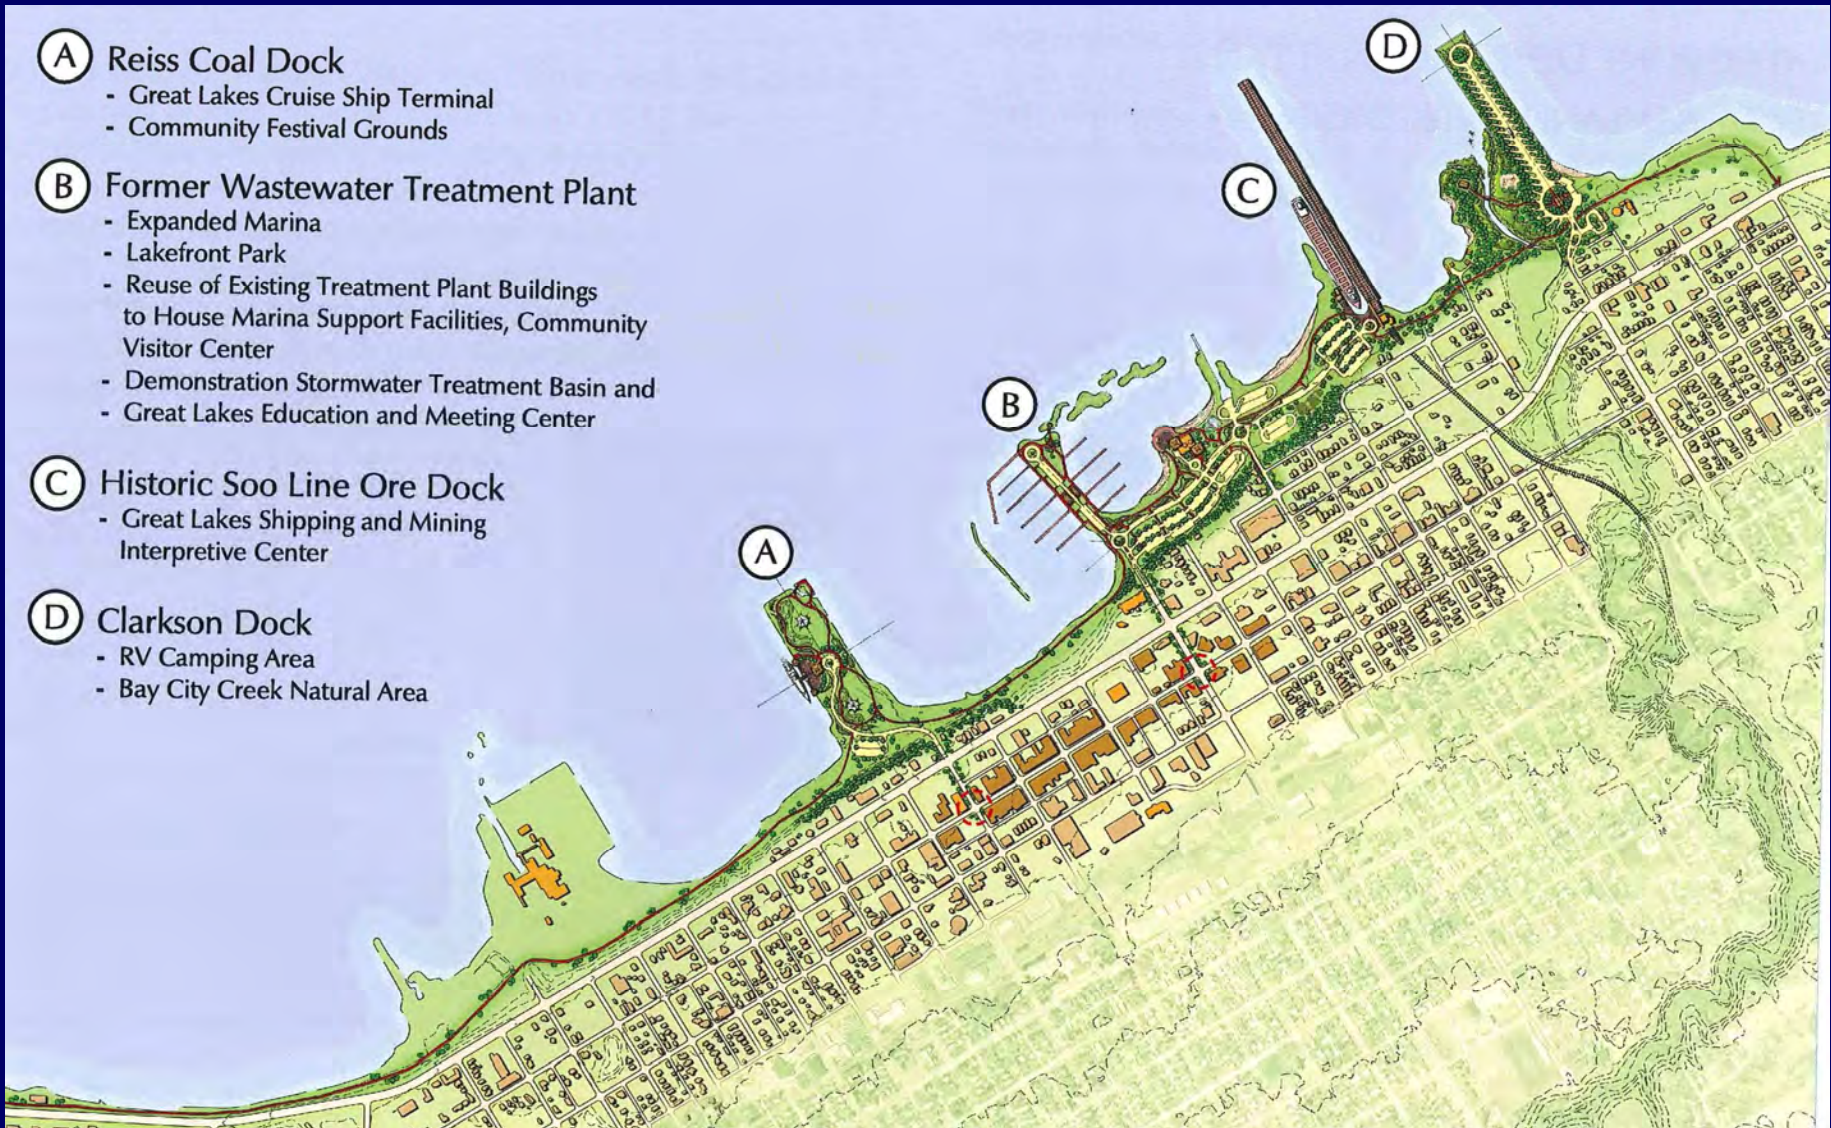 A Reiss Coal Dock
- Great Lakes Cruise Ship Terminal
- Community Festival Grounds
B Former Wastewater Treatment Plant
- Expanded Marina
- Lakefront Park
- Reuse of Existing Treatment Plant Buildings
to House Marina Support Facilities, Community
Visitor Center
- Demonstration Stormwater Treatment Basin and
- Great Lakes Education and Meeting Center
C Historic Soo Line Ore Dock
- Great Lakes Shipping and Mining
Interpretive Center
D Clarkson Dock
- RV Camping Area
- Bay City Creek Natural Area
D
C
B
A